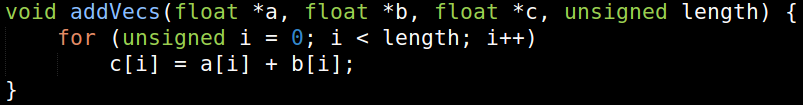 void addVecs(float *a, float *b, float *c, unsigned length) {
    for (unsigned i = 0; i < length; i++)
        c[i] = a[i] + b[i];
}